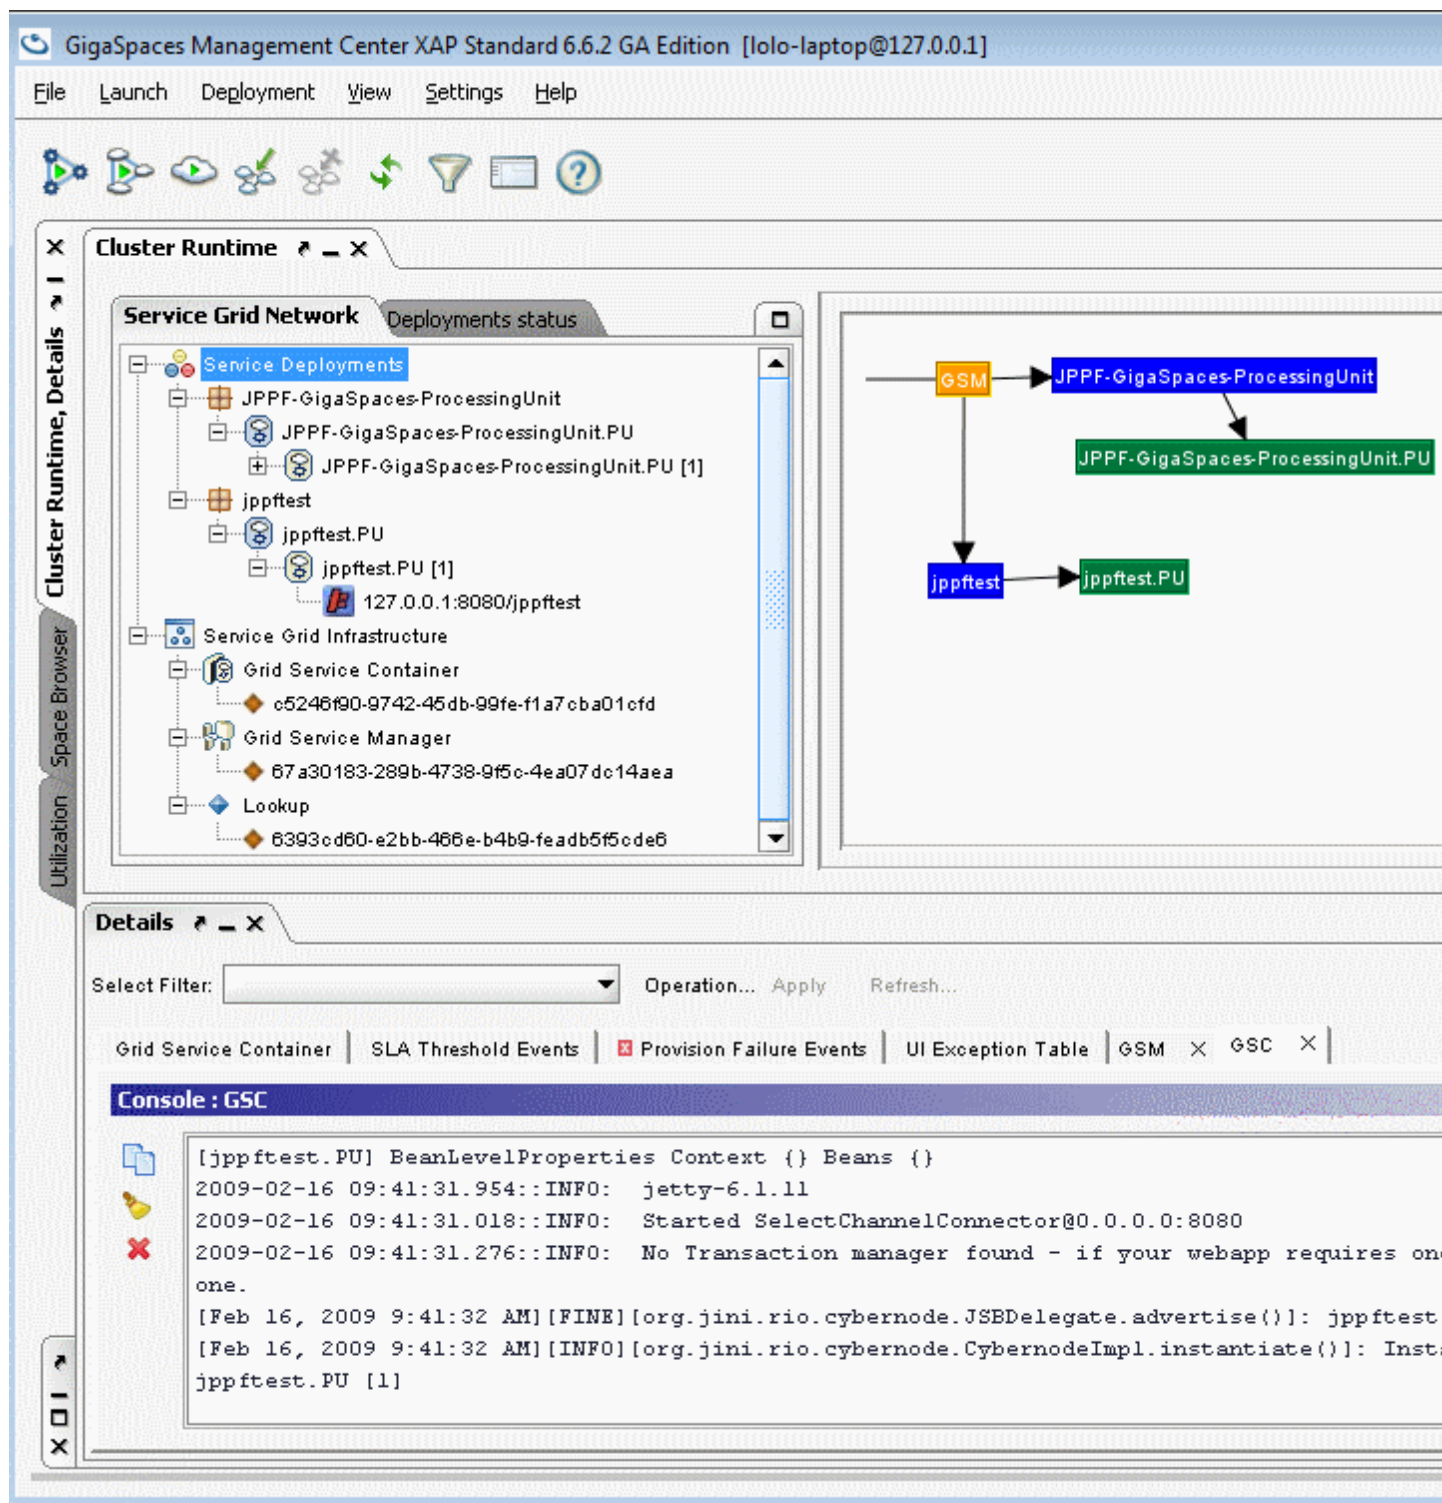 GigaSpaces Management Center XAP Standard 6.6.2 GA Edition [lolo-laptop@127.0.0.1]
File Launch Deployment View Settings Help
Cluster Runtime, Details
Space Browser
Utilization
Cluster Runtime
Service Grid Network Deployments status
Service Deployments
JPPF-GigaSpaces-ProcessingUnit
JPPF-GigaSpaces-ProcessingUnit.PU
JPPF-GigaSpaces-ProcessingUnit.PU [1]
jppftest
jppftest.PU
jppftest.PU [1]
127.0.0.1:8080/jppftest
Service Grid Infrastructure
Grid Service Container
c5246f90-9742-45db-99fe-f1a7cba01cfd
Grid Service Manager
67a30183-289b-4738-9f5c-4ea07dc14aea
Lookup
6393cd60-e2bb-466e-b4b9-feadb5f5cde6
GSM JPPF-GigaSpaces-ProcessingUnit
JPPF-GigaSpaces-ProcessingUnit.PU
jppftest jppftest.PU
Details
Select Filter: Operation... Apply Refresh...
Grid Service Container SLA Threshold Events Provision Failure Events UI Exception Table GSM GSC
Console : GSC
[jppftest.PU] BeanLevelProperties Context {} Beans {}
2009-02-16 09:41:31.954::INFO: jetty-6.1.11
2009-02-16 09:41:31.018::INFO: Started SelectChannelConnector@0.0.0.0:8080
2009-02-16 09:41:31.276::INFO: No Transaction manager found - if your webapp requires one
one.
[Feb 16, 2009 9:41:32 AM][FINE][org.jini.rio.cybernode.JSBDelegate.advertise()]: jppftest
[Feb 16, 2009 9:41:32 AM][INFO][org.jini.rio.cybernode.CybernodeImpl.instantiate()]: Inst
jppftest.PU [1]